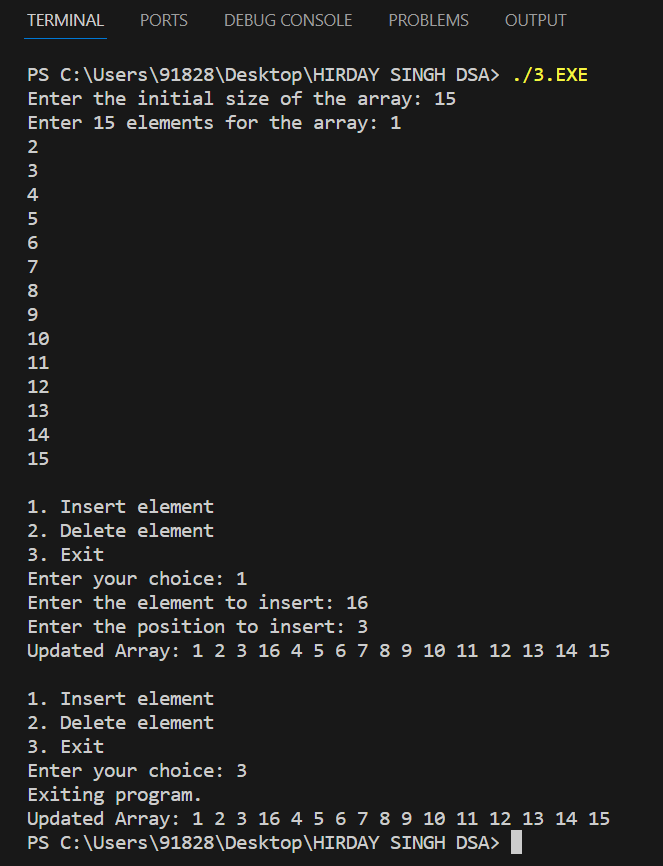 TERMINAL PORTS DEBUG CONSOLE PROBLEMS OUTPUT
PS C:\Users\91828\Desktop\HIRDAY SINGH DSA> ./3.EXE
Enter the initial size of the array: 15
Enter 15 elements for the array: 1
2
3
4
5
6
7
8
9
10
11
12
13
14
15
1. Insert element
2. Delete element
3. Exit
Enter your choice: 1
Enter the element to insert: 16
Enter the position to insert: 3
Updated Array: 1 2 3 16 4 5 6 7 8 9 10 11 12 13 14 15
1. Insert element
2. Delete element
3. Exit
Enter your choice: 3
Exiting program.
Updated Array: 1 2 3 16 4 5 6 7 8 9 10 11 12 13 14 15
PS C:\Users\91828\Desktop\HIRDAY SINGH DSA>